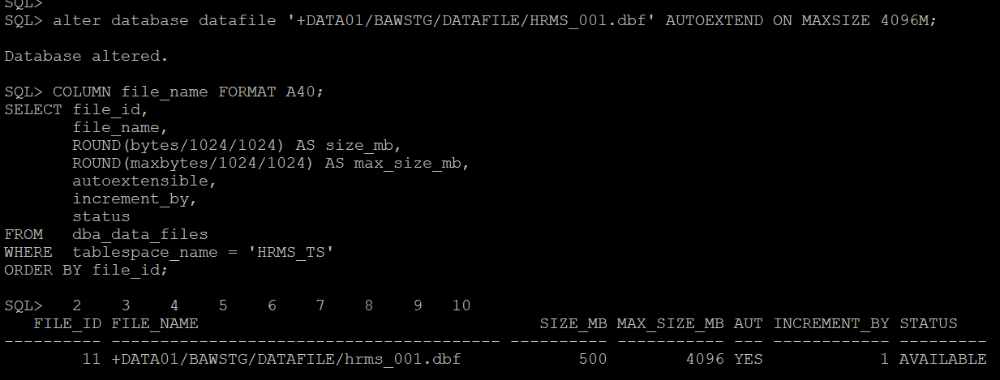 SQL>
SQL> alter database datafile '+DATA01/BAWSTG/DATAFILE/HRMS_001.dbf' AUTOEXTEND ON MAXSIZE 4096M;

Database altered.

SQL> COLUMN file_name FORMAT A40;
SELECT file_id,
       file_name,
       ROUND(bytes/1024/1024) AS size_mb,
       ROUND(maxbytes/1024/1024) AS max_size_mb,
       autoextensible,
       increment_by,
       status
FROM   dba_data_files
WHERE  tablespace_name = 'HRMS_TS'
ORDER BY file_id;

SQL>   2    3    4    5    6    7    8    9   10
   FILE_ID FILE_NAME                                   SIZE_MB MAX_SIZE_MB AUT INCREMENT_BY STATUS
---------- ---------------------------------------- ---------- ----------- --- ------------ ---------
        11 +DATA01/BAWSTG/DATAFILE/hrms_001.dbf            500        4096 YES            1 AVAILABLE